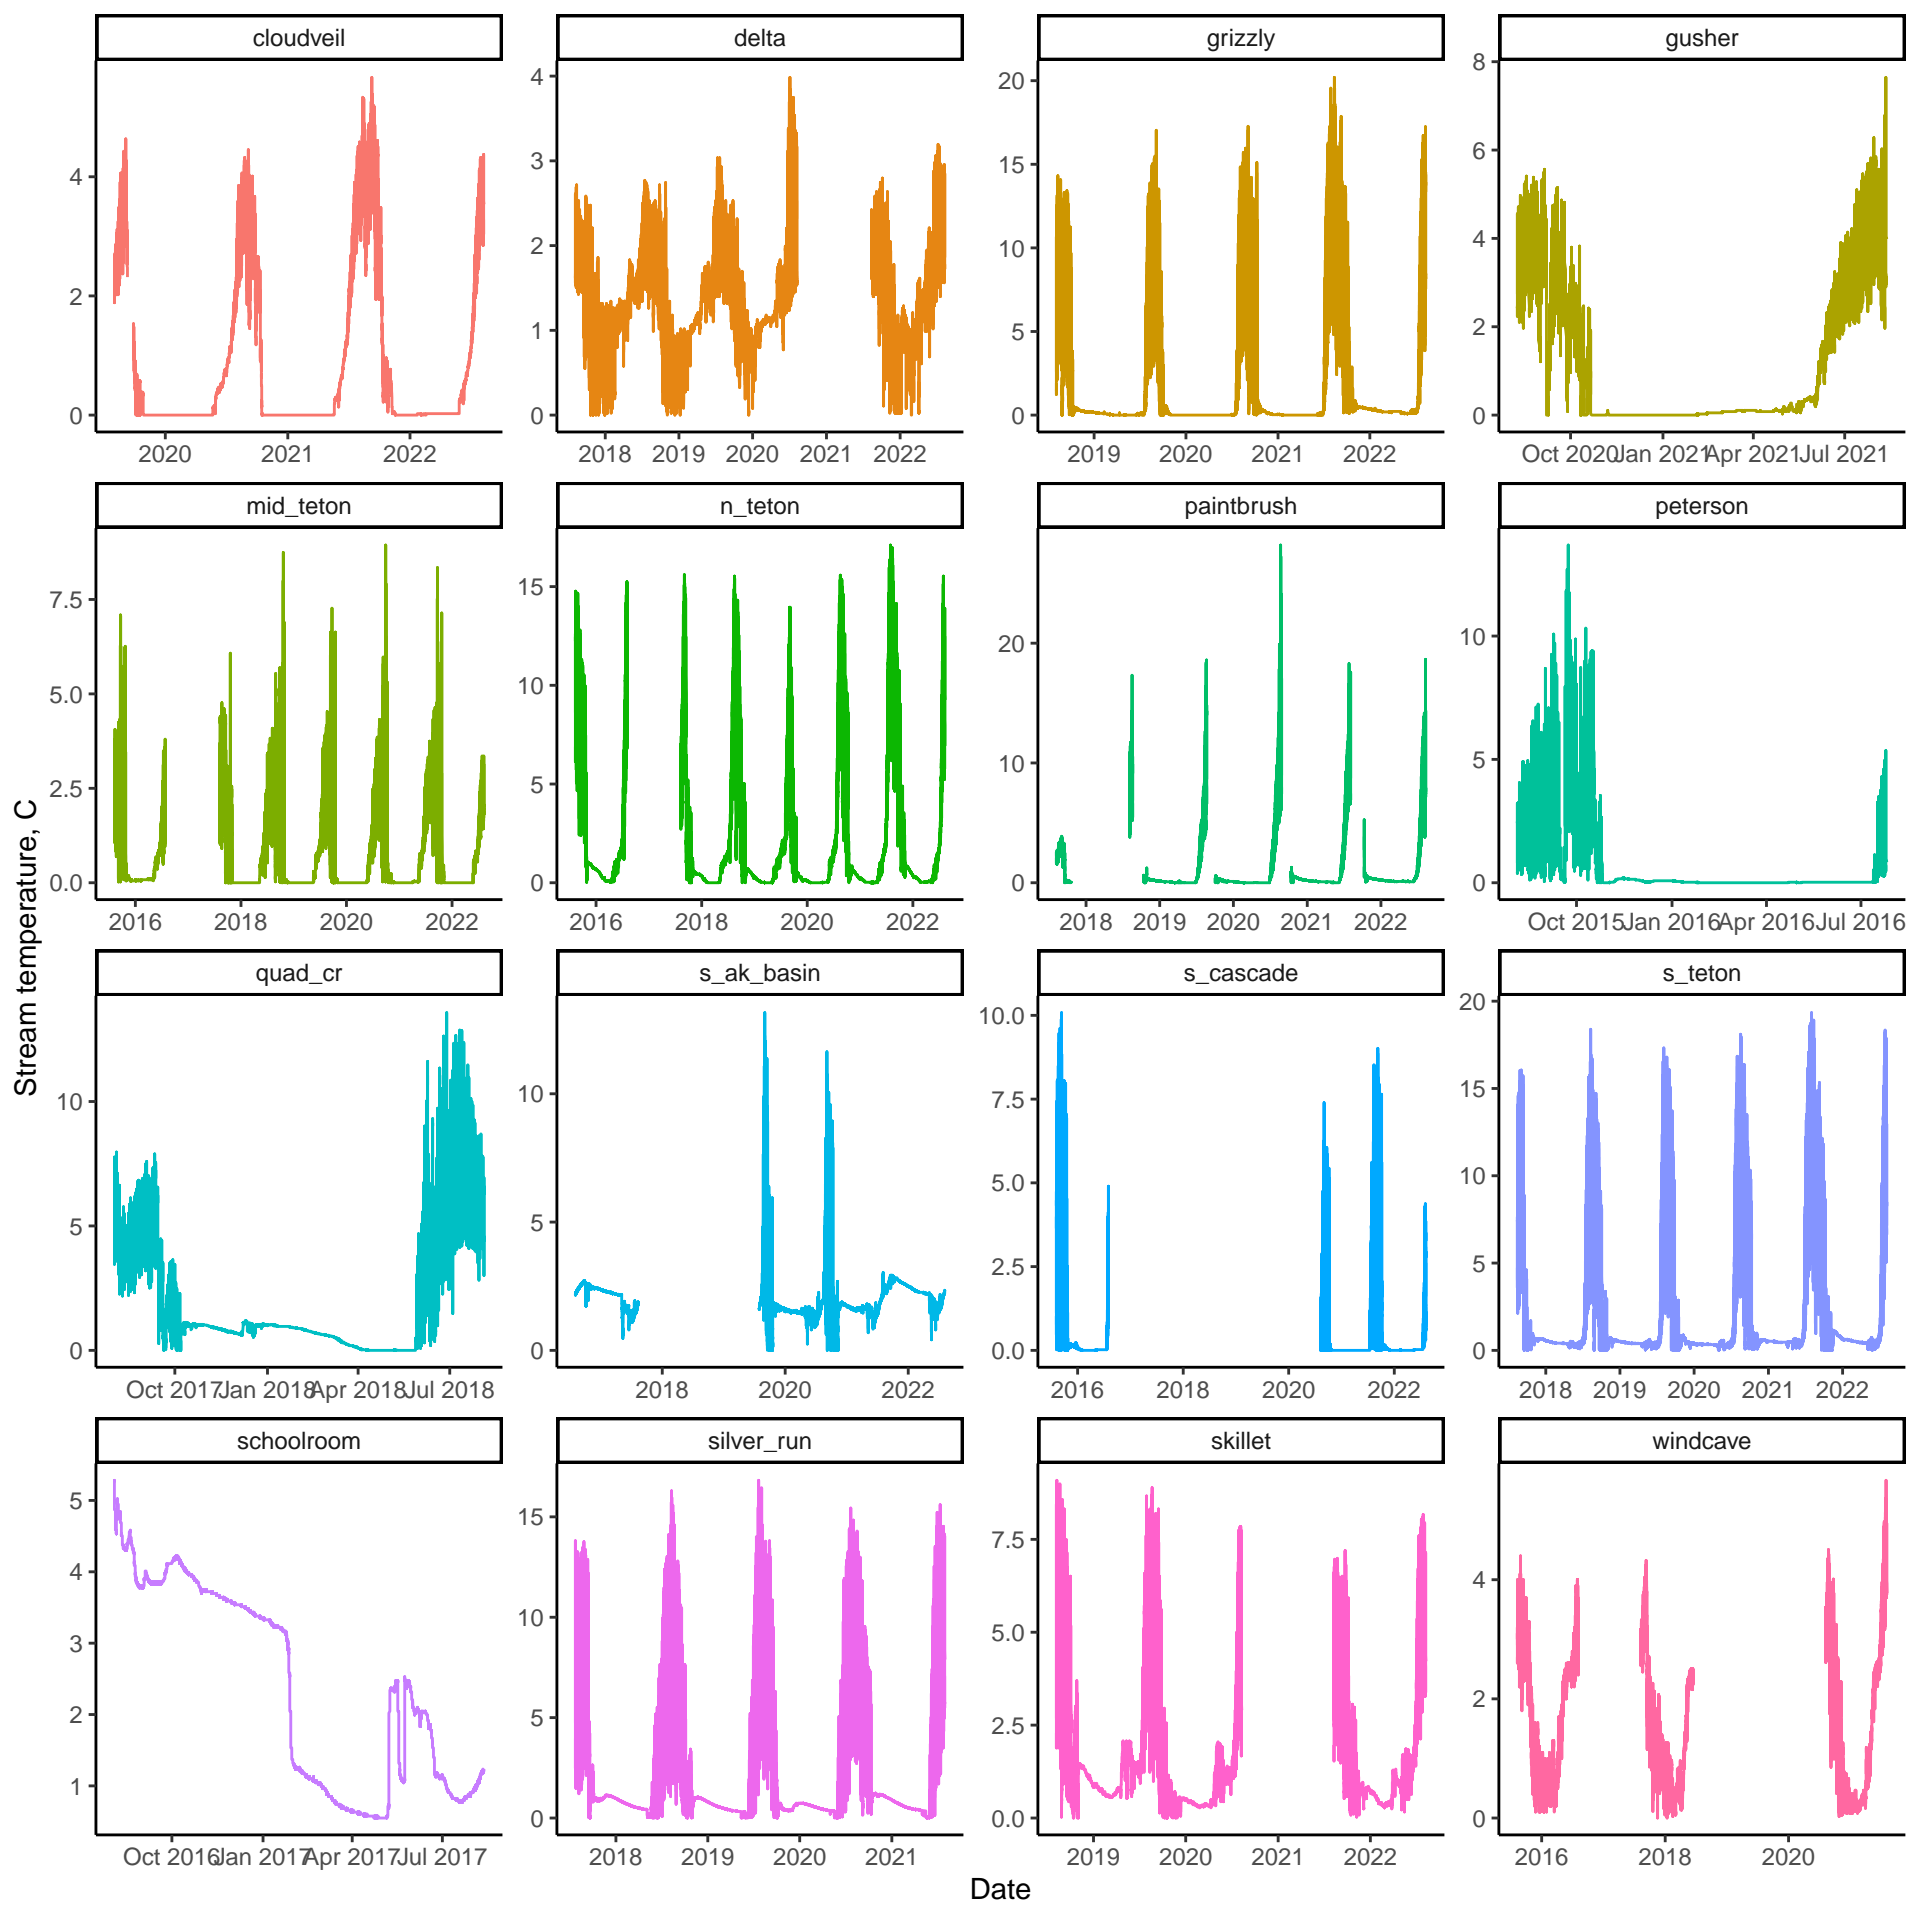 cloudveil delta grizzly gusher
4
2
0
4
3
2
1
0
20
15
10
5
0
8
6
4
2
0
2020 2021 2022
2018 2019 2020 2021 2022
2019 2020 2021 2022
Oct 2020 Jan 2021 Apr 2021 Jul 2021
mid_teton n_teton paintbrush peterson
7.5
5.0
2.5
0.0
15
10
5
0
20
10
0
10
5
0
2016 2018 2020 2022
2016 2018 2020 2022
2018 2019 2020 2021 2022
Oct 2015 Jan 2016 Apr 2016 Jul 2016
Stream temperature, C
quad_cr s_ak_basin s_cascade s_teton
10
5
0
10
5
0
10.0
7.5
5.0
2.5
0.0
20
15
10
5
0
Oct 2017 Jan 2018 Apr 2018 Jul 2018
2018 2020 2022
2016 2018 2020 2022
2018 2019 2020 2021 2022
schoolroom silver_run skillet windcave
5
4
3
2
1
15
10
5
0
7.5
5.0
2.5
0.0
4
2
0
Oct 2016 Jan 2017 Apr 2017 Jul 2017
2018 2019 2020 2021
2019 2020 2021 2022
2016 2018 2020
Date